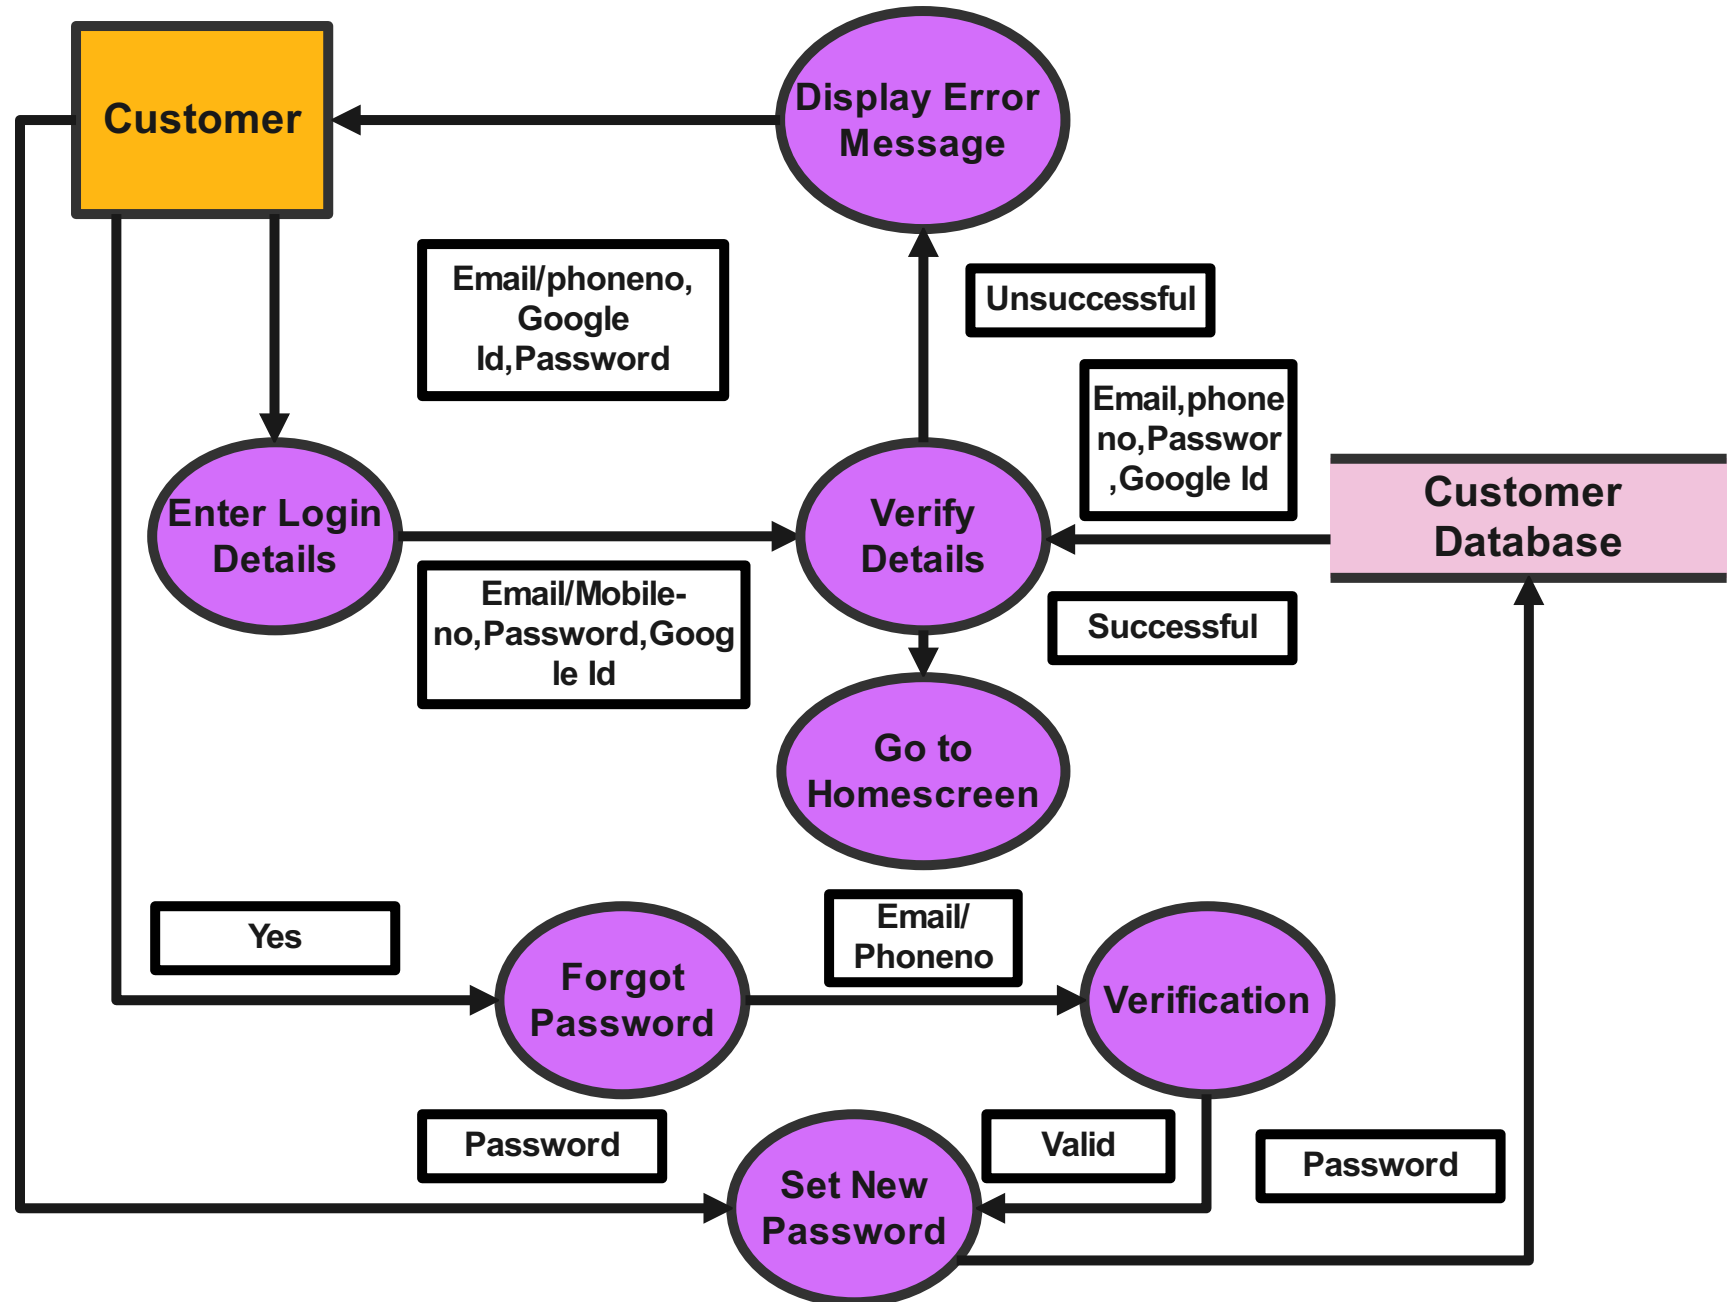 Customer
Display Error
Message
Email/phoneno,
Google
Id,Password
Unsuccessful
Email,phone
no,Passwor
,Google Id
Enter Login
Details
Verify
Details
Customer
Database
Email/Mobile-
no,Password,Goog
le Id
Successful
Go to
Homescreen
Yes
Email/
Phoneno
Forgot
Password
Verification
Password
Valid
Password
Set New
Password